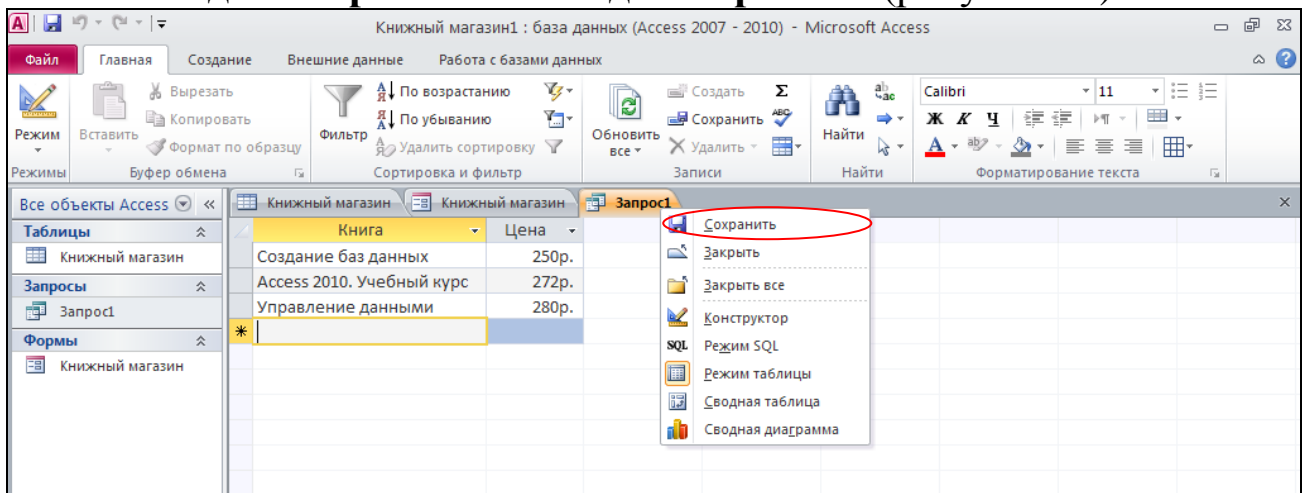 Книжный магазин1 : база данных (Access 2007 - 2010) - Microsoft Access
Файл Главная Создание Внешние данные Работа с базами данных
Режим
Вставить
Вырезать
Копировать
Формат по образцу
Фильтр
По возрастанию
По убыванию
Удалить сортировку
Обновить все
Создать
Сохранить
Удалить
Найти
Calibri 11
Ж К Ч
Режимы Буфер обмена Сортировка и фильтр Записи Найти Форматирование текста
Все объекты Access
Таблицы
Книжный магазин
Запросы
Запрос1
Формы
Книжный магазин
Книжный магазин Книжный магазин Запрос1
Книга Цена
Создание баз данных 250р.
Access 2010. Учебный курс 272р.
Управление данными 280р.
Сохранить
Закрыть
Закрыть все
Конструктор
SQL Режим SQL
Режим таблицы
Сводная таблица
Сводная диаграмма